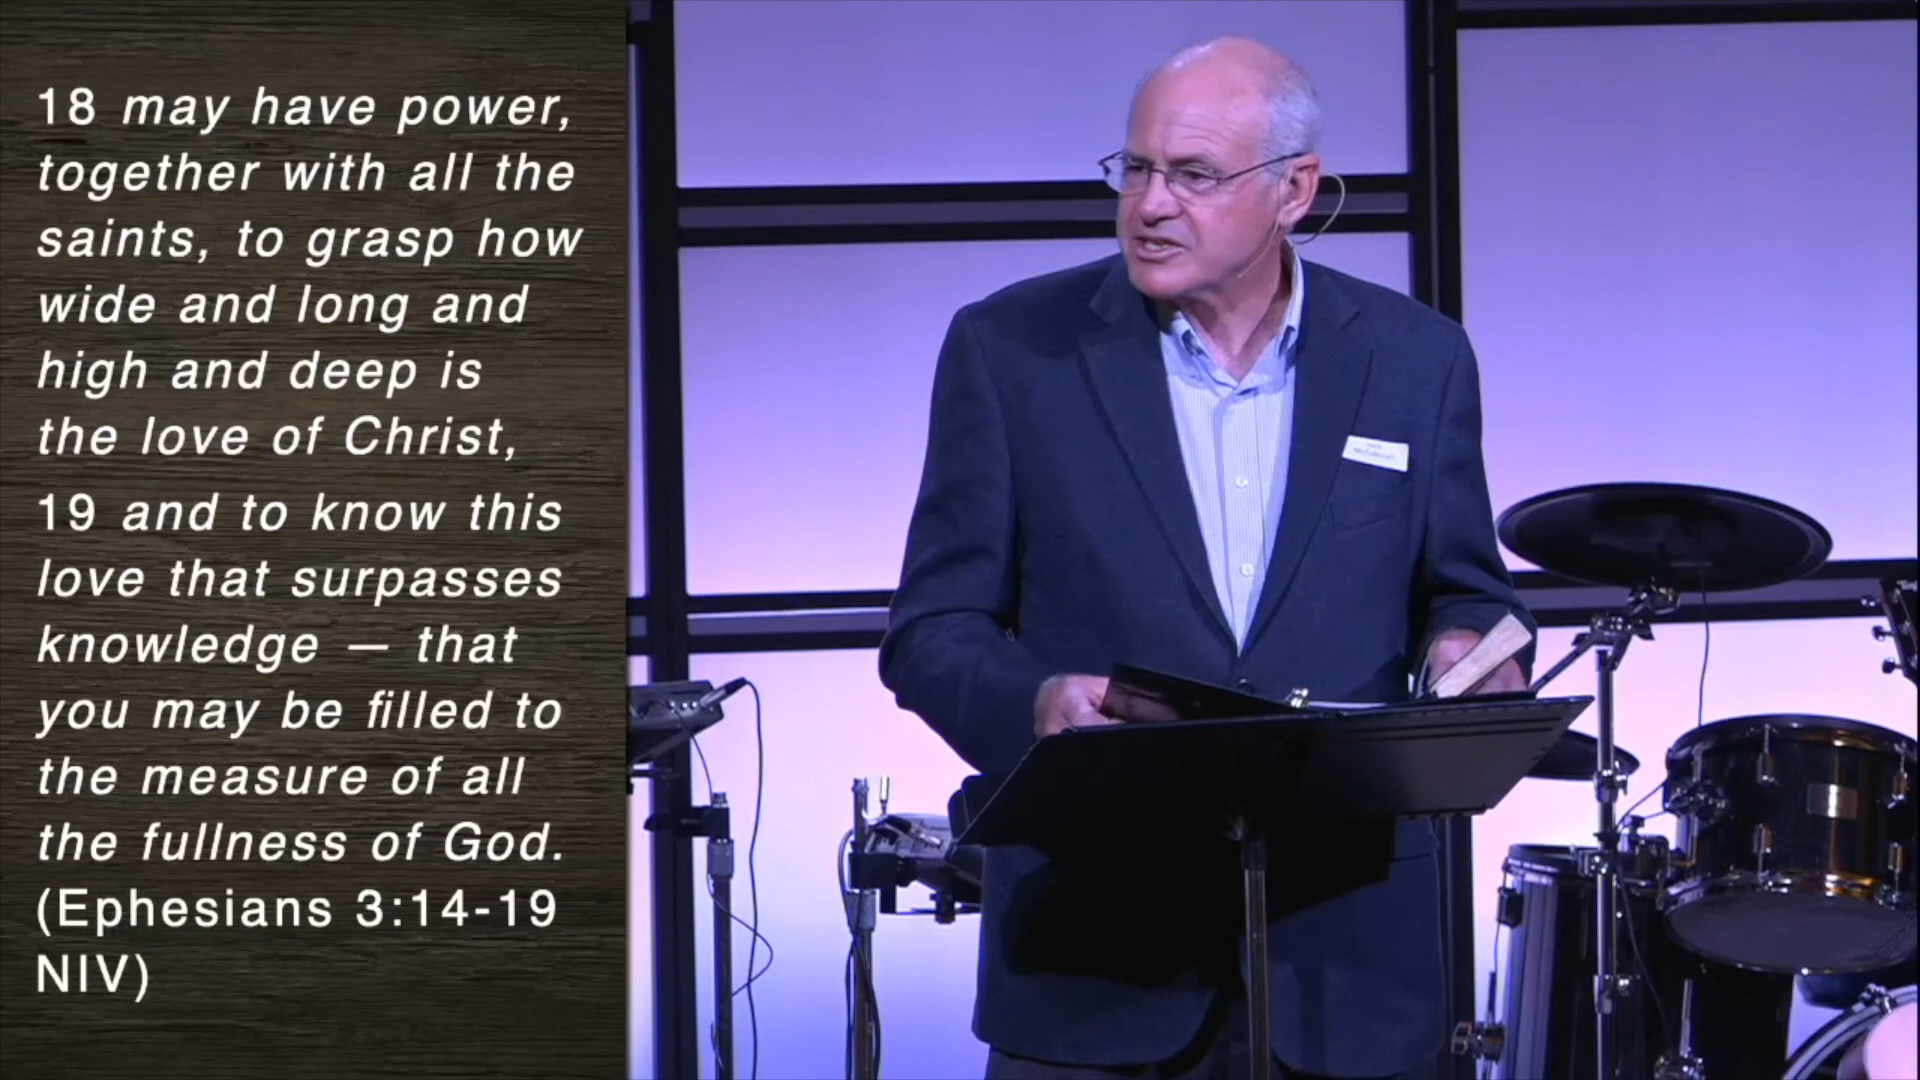 18 may have power,
together with all the
saints, to grasp how
wide and long and
high and deep is
the love of Christ,
19 and to know this
love that surpasses
knowledge — that
you may be filled to
the measure of all
the fullness of God.
(Ephesians 3:14-19
NIV)